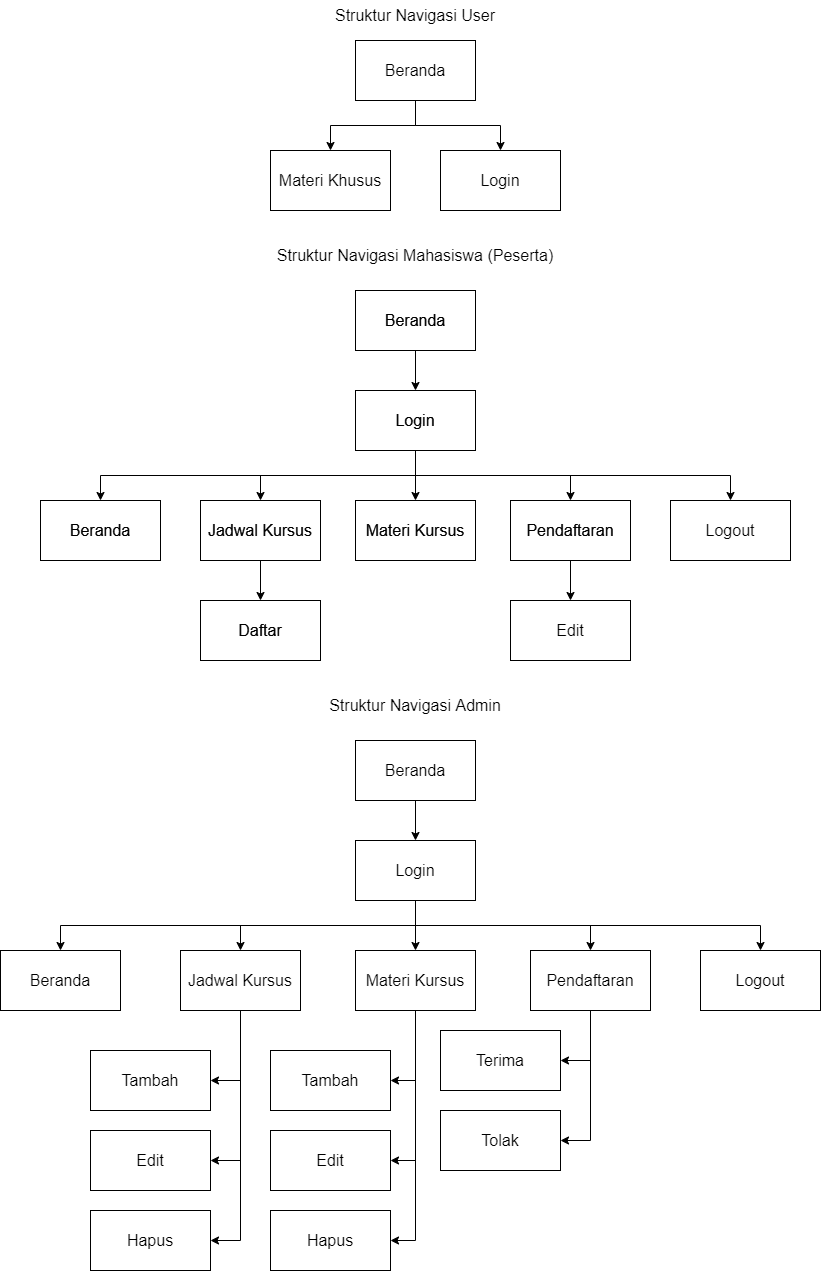 Struktur Navigasi User
Beranda
Materi Khusus
Login
Struktur Navigasi Mahasiswa (Peserta)
Beranda
Login
Beranda
Jadwal Kursus
Materi Kursus
Pendaftaran
Logout
Daftar
Edit
Struktur Navigasi Admin
Beranda
Login
Beranda
Jadwal Kursus
Materi Kursus
Pendaftaran
Logout
Tambah
Edit
Hapus
Tambah
Edit
Hapus
Terima
Tolak